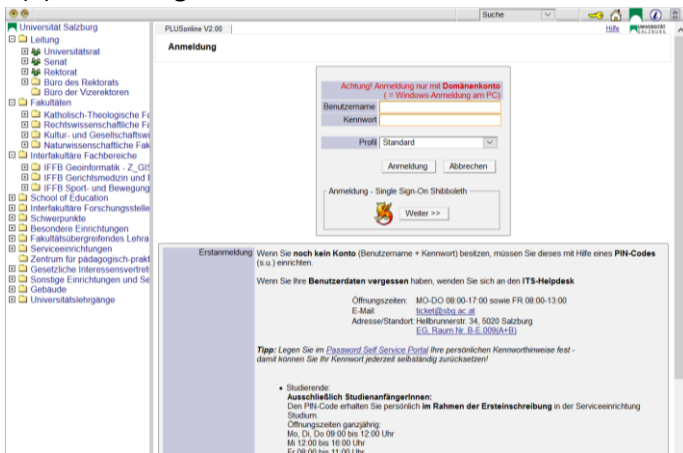 Suche
Universität Salzburg
Leitung
Universitätsrat
Senat
Rektorat
Büro des Rektorats
Büro der Vizerektoren
Fakultäten
Katholisch-Theologische Fa
Rechtswissenschaftliche Fa
Kultur- und Gesellschaftswi
Naturwissenschaftliche Fak
Interfakultäre Fachbereiche
IFFB Geoinformatik - Z_GIS
IFFB Gerichtsmedizin und
IFFB Sport- und Bewegung
School of Education
Interfakultäre Forschungsstelle
Schwerpunkte
Besondere Einrichtungen
Fakultätsübergreifendes Lehra
Serviceeinrichtungen
Zentrum für pädagogisch-prakt
Gesetzliche Interessensvertret
Sonstige Einrichtungen und Se
Gebäude
Universitätslehrgänge
PLUSonline V2.00
Hilfe
UNIVERSITÄT
SALZBURG
Anmeldung
Achtung! Anmeldung nur mit Domänenkonto
( = Windows-Anmeldung am PC)
Benutzername
Kennwort
Profil Standard
Anmeldung Abbrechen
Anmeldung - Single Sign-On Shibboleth
Weiter >>
Erstanmeldung
Wenn Sie noch kein Konto (Benutzername + Kennwort) besitzen, müssen Sie dieses mit Hilfe eines PIN-Codes
(s.u.) einrichten.
Wenn Sie Ihre Benutzerdaten vergessen haben, wenden Sie sich an den ITS-Helpdesk
Öffnungszeiten: MO-DO 08:00-17:00 sowie FR 08:00-13:00
E-Mail: ticket@sbg.ac.at
Adresse/Standort: Hellbrunnerstr. 34, 5020 Salzburg
EG, Raum Nr. B-E.009(A+B)
Tipp: Legen Sie im Password Self Service Portal Ihre persönlichen Kennworthinweise fest -
damit können Sie Ihr Kennwort jederzeit selbständig zurücksetzen!
• Studierende:
Ausschließlich StudienanfängerInnen:
Den PIN-Code erhalten Sie persönlich im Rahmen der Ersteinschreibung in der Serviceeinrichtung
Studium.
Öffnungszeiten ganzjährig:
Mo, Di, Do 09:00 bis 12:00 Uhr
Mi 12:00 bis 16:00 Uhr
Fr 08:00 bis 11:00 Uhr